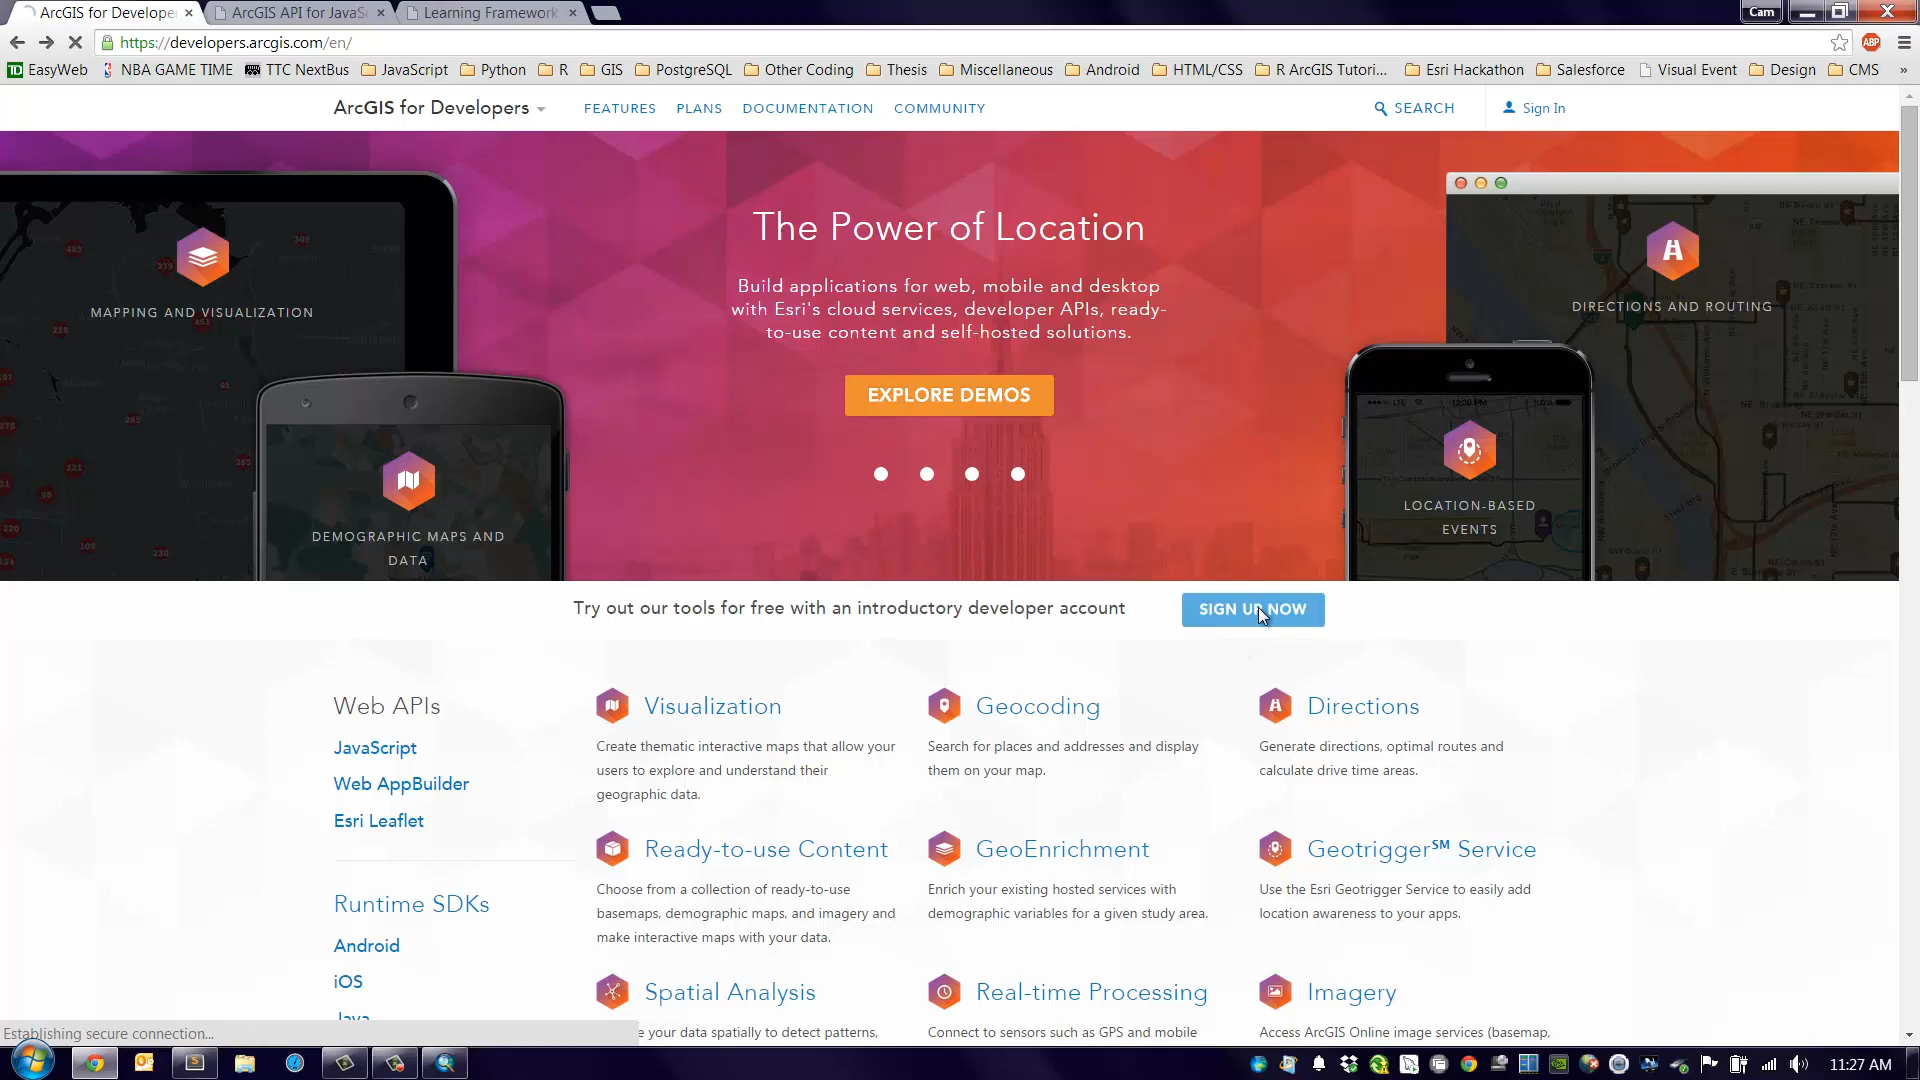 ArcGIS for Develope
ArcGIS API for JavaS
Learning Framework
Cam
https://developers.arcgis.com/en/
ABP
TD EasyWeb
NBA GAME TIME
TTC NextBus
JavaScript
Python
R
GIS
PostgreSQL
Other Coding
Thesis
Miscellaneous
Android
HTML/CSS
R ArcGIS Tutori...
Esri Hackathon
Salesforce
Visual Event
Design
CMS
»
ArcGIS for Developers
FEATURES
PLANS
DOCUMENTATION
COMMUNITY
SEARCH
Sign In
The Power of Location
Build applications for web, mobile and desktop
with Esri's cloud services, developer APIs, ready-
to-use content and self-hosted solutions.
EXPLORE DEMOS
MAPPING AND VISUALIZATION
DEMOGRAPHIC MAPS AND
DATA
DIRECTIONS AND ROUTING
LTE 12:30 PM 100%
LOCATION-BASED
EVENTS
Try out our tools for free with an introductory developer account
SIGN UP NOW
Web APIs
JavaScript
Web AppBuilder
Esri Leaflet
Runtime SDKs
Android
iOS
Java
Visualization
Create thematic interactive maps that allow your
users to explore and understand their
geographic data.
Geocoding
Search for places and addresses and display
them on your map.
Directions
Generate directions, optimal routes and
calculate drive time areas.
Ready-to-use Content
Choose from a collection of ready-to-use
basemaps, demographic maps, and imagery and
make interactive maps with your data.
GeoEnrichment
Enrich your existing hosted services with
demographic variables for a given study area.
Geotrigger℠ Service
Use the Esri Geotrigger Service to easily add
location awareness to your apps.
Spatial Analysis
e your data spatially to detect patterns,
Real-time Processing
Connect to sensors such as GPS and mobile
Imagery
Access ArcGIS Online image services (basemap,
Establishing secure connection...
11:27 AM